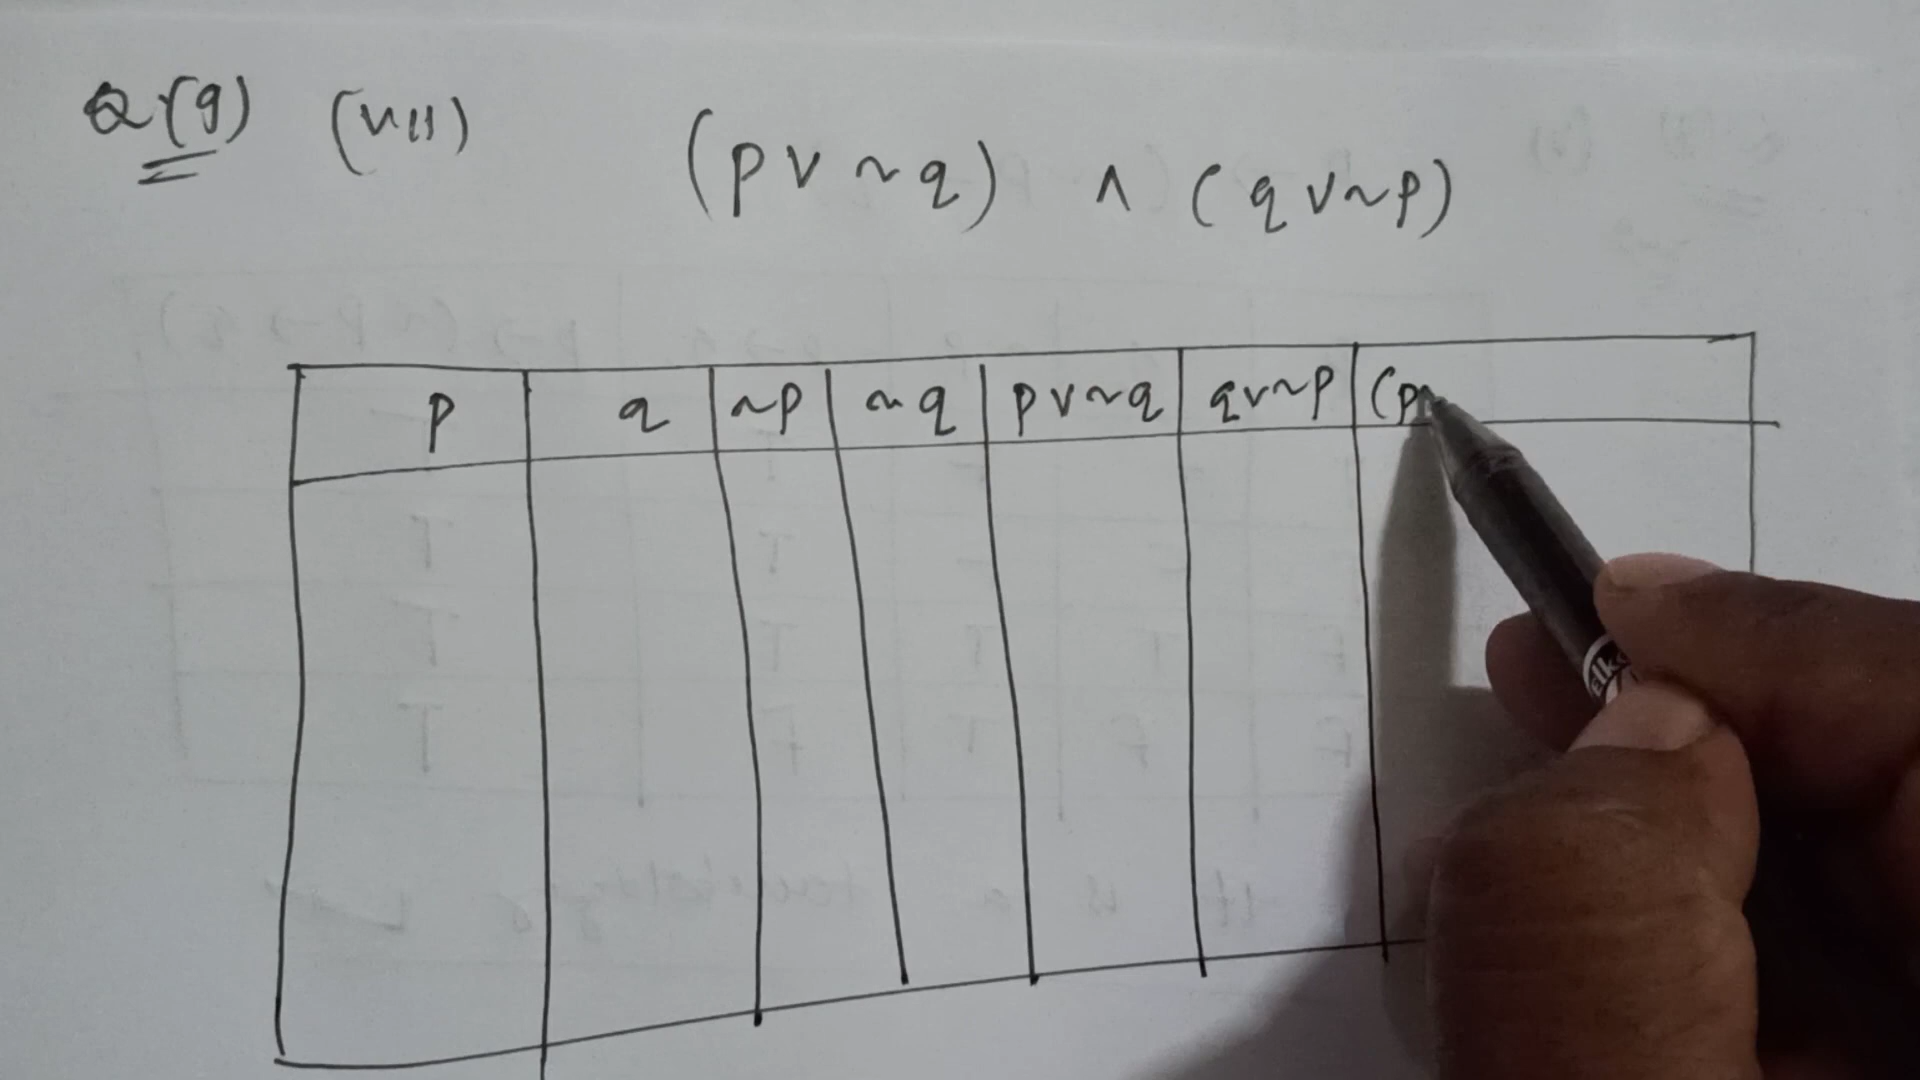 Q(9) (VII) (p ∨ ~q) ∧ (q ∨ ~p)
p q ~p ~q p ∨ ~q q ∨ ~p (p